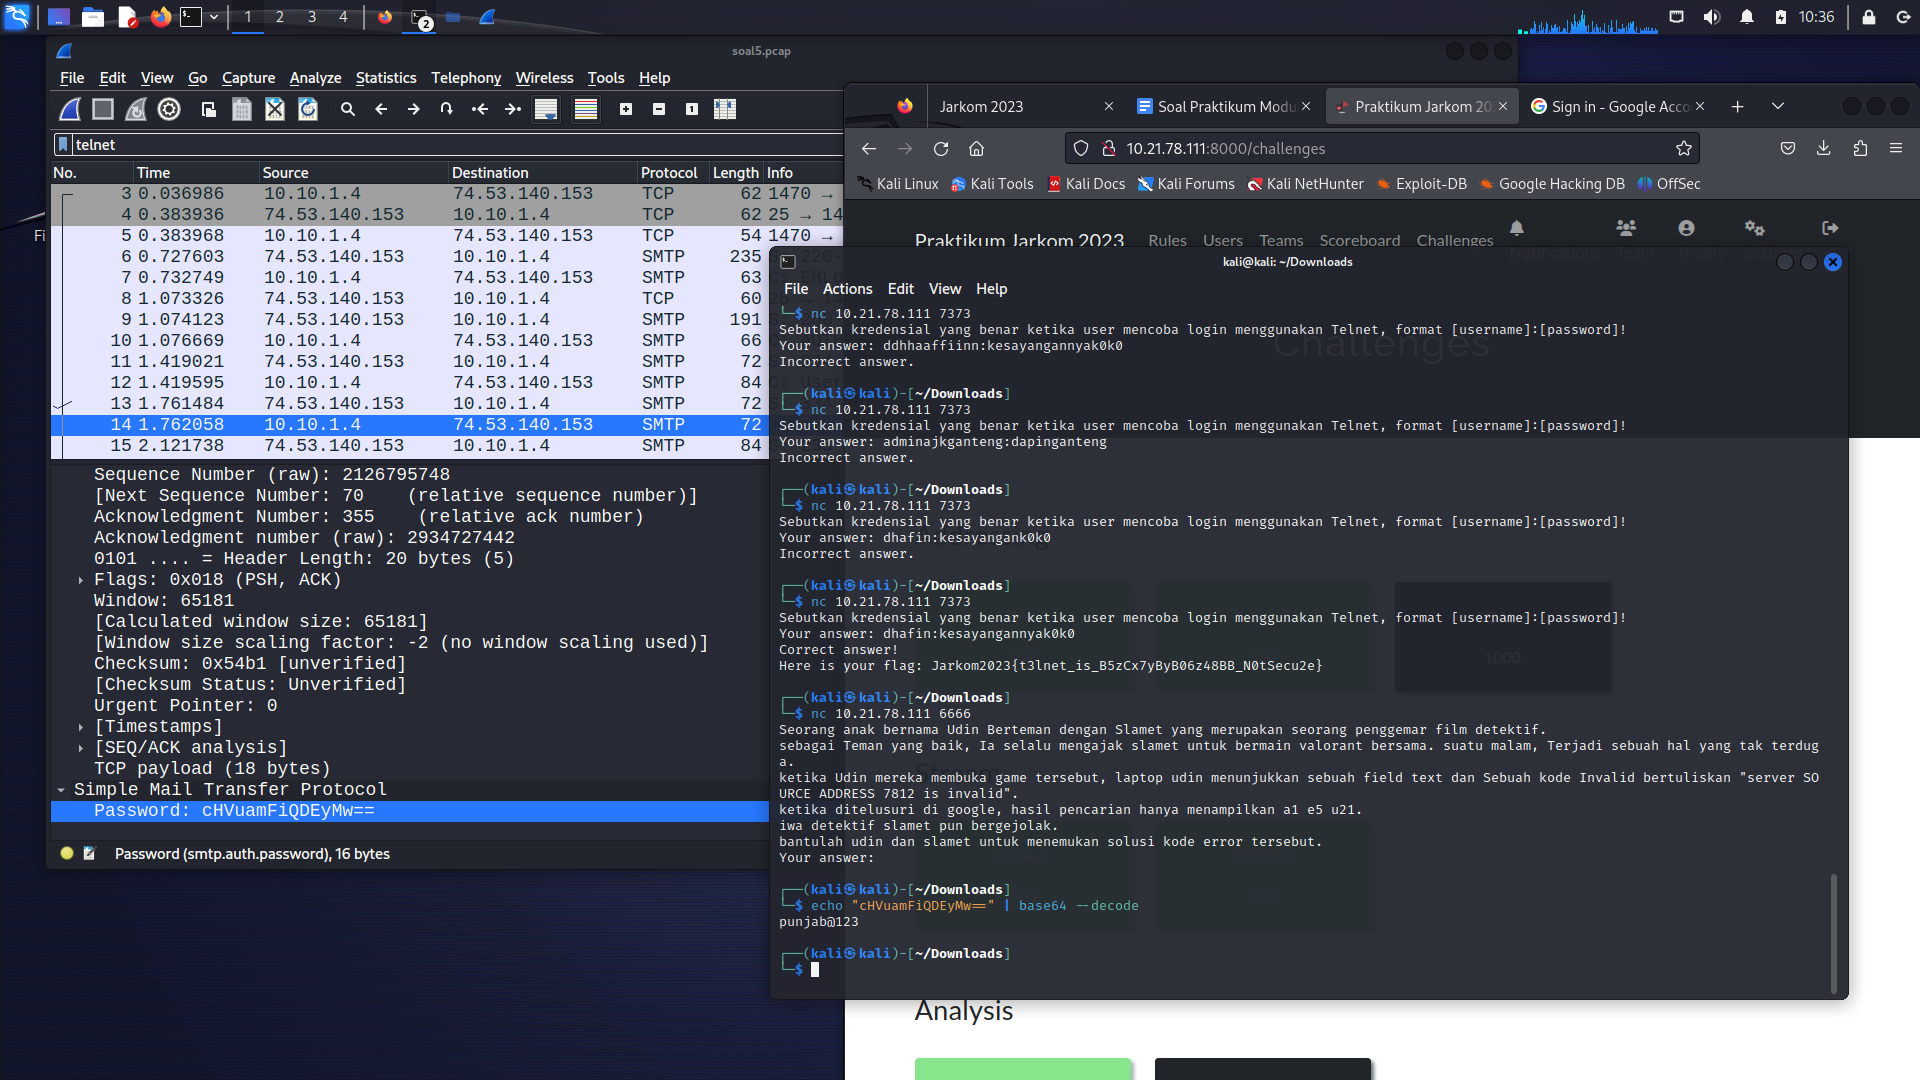 1 2 3 4
2
10:36
soal5.pcap
File Edit View Go Capture Analyze Statistics Telephony Wireless Tools Help
telnet
No. Time Source Destination Protocol Length Info
3 0.036986 10.10.1.4 74.53.140.153 TCP 62 1470 →
4 0.383936 74.53.140.153 10.10.1.4 TCP 62 25 → 14
5 0.383968 10.10.1.4 74.53.140.153 TCP 54 1470 →
6 0.727603 74.53.140.153 10.10.1.4 SMTP 235
7 0.732749 10.10.1.4 74.53.140.153 SMTP 63
8 1.073326 74.53.140.153 10.10.1.4 TCP 60
9 1.074123 74.53.140.153 10.10.1.4 SMTP 191
10 1.076669 10.10.1.4 74.53.140.153 SMTP 66
11 1.419021 74.53.140.153 10.10.1.4 SMTP 72
12 1.419595 10.10.1.4 74.53.140.153 SMTP 84
13 1.761484 74.53.140.153 10.10.1.4 SMTP 72
14 1.762058 10.10.1.4 74.53.140.153 SMTP 72
15 2.121738 74.53.140.153 10.10.1.4 SMTP 84
Sequence Number (raw): 2126795748
[Next Sequence Number: 70 (relative sequence number)]
Acknowledgment Number: 355 (relative ack number)
Acknowledgment number (raw): 2934727442
0101 .... = Header Length: 20 bytes (5)
Flags: 0x018 (PSH, ACK)
Window: 65181
[Calculated window size: 65181]
[Window size scaling factor: -2 (no window scaling used)]
Checksum: 0x54b1 [unverified]
[Checksum Status: Unverified]
Urgent Pointer: 0
[Timestamps]
[SEQ/ACK analysis]
TCP payload (18 bytes)
Simple Mail Transfer Protocol
Password: cHVuamFiQDEyMw==
Password (smtp.auth.password), 16 bytes
Fi
Jarkom 2023
Soal Praktikum Modu
Praktikum Jarkom 20
Sign in - Google Acco
10.21.78.111:8000/challenges
Kali Linux Kali Tools Kali Docs Kali Forums Kali NetHunter Exploit-DB Google Hacking DB OffSec
Praktikum Jarkom 2023 Rules Users Teams Scoreboard Challenges
kali@kali: ~/Downloads
File Actions Edit View Help
└─$ nc 10.21.78.111 7373
Sebutkan kredensial yang benar ketika user mencoba login menggunakan Telnet, format [username]:[password]!
Your answer: ddhhaaffiinn:kesayangannyak0k0
Incorrect answer.
┌──(kali㉿kali)-[~/Downloads]
└─$ nc 10.21.78.111 7373
Sebutkan kredensial yang benar ketika user mencoba login menggunakan Telnet, format [username]:[password]!
Your answer: adminajkganteng:dapinganteng
Incorrect answer.
┌──(kali㉿kali)-[~/Downloads]
└─$ nc 10.21.78.111 7373
Sebutkan kredensial yang benar ketika user mencoba login menggunakan Telnet, format [username]:[password]!
Your answer: dhafin:kesayangank0k0
Incorrect answer.
┌──(kali㉿kali)-[~/Downloads]
└─$ nc 10.21.78.111 7373
Sebutkan kredensial yang benar ketika user mencoba login menggunakan Telnet, format [username]:[password]!
Your answer: dhafin:kesayangannyak0k0
Correct answer!
Here is your flag: Jarkom2023{t3lnet_is_B5zCx7yByB06z48BB_N0tSecu2e}
┌──(kali㉿kali)-[~/Downloads]
└─$ nc 10.21.78.111 6666
Seorang anak bernama Udin Berteman dengan Slamet yang merupakan seorang penggemar film detektif.
sebagai Teman yang baik, Ia selalu mengajak slamet untuk bermain valorant bersama. suatu malam, Terjadi sebuah hal yang tak terdug
a.
ketika Udin mereka membuka game tersebut, laptop udin menunjukkan sebuah field text dan Sebuah kode Invalid bertuliskan "server SO
URCE ADDRESS 7812 is invalid".
ketika ditelusuri di google, hasil pencarian hanya menampilkan a1 e5 u21.
iwa detektif slamet pun bergejolak.
bantulah udin dan slamet untuk menemukan solusi kode error tersebut.
Your answer:
┌──(kali㉿kali)-[~/Downloads]
└─$ echo "cHVuamFiQDEyMw==" | base64 --decode
punjab@123
┌──(kali㉿kali)-[~/Downloads]
└─$
Challenges
1000
Analysis